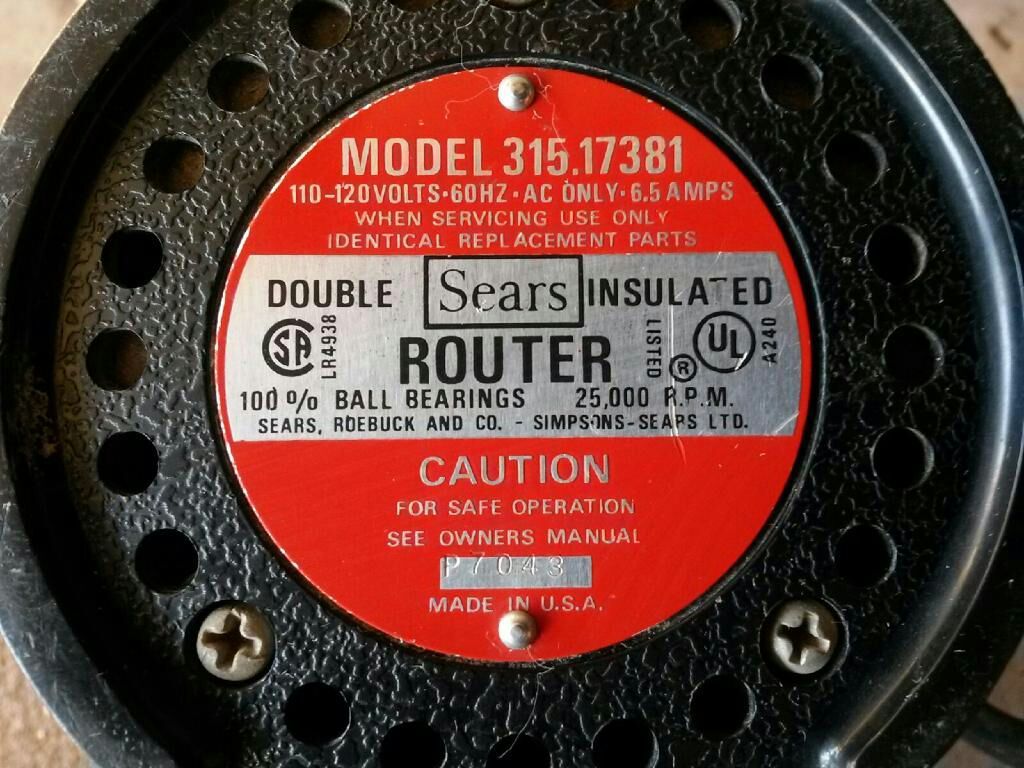 MODEL 315.17381
110-120VOLTS·60HZ·AC ONLY·6.5 AMPS
WHEN SERVICING USE ONLY
IDENTICAL REPLACEMENT PARTS
DOUBLE Sears INSULATED
SA LR4938 ROUTER LISTED ® UL A240
100% BALL BEARINGS 25,000 R.P.M.
SEARS, ROEBUCK AND CO. - SIMPSONS-SEARS LTD.
CAUTION
FOR SAFE OPERATION
SEE OWNERS MANUAL
P7043
MADE IN U.S.A.